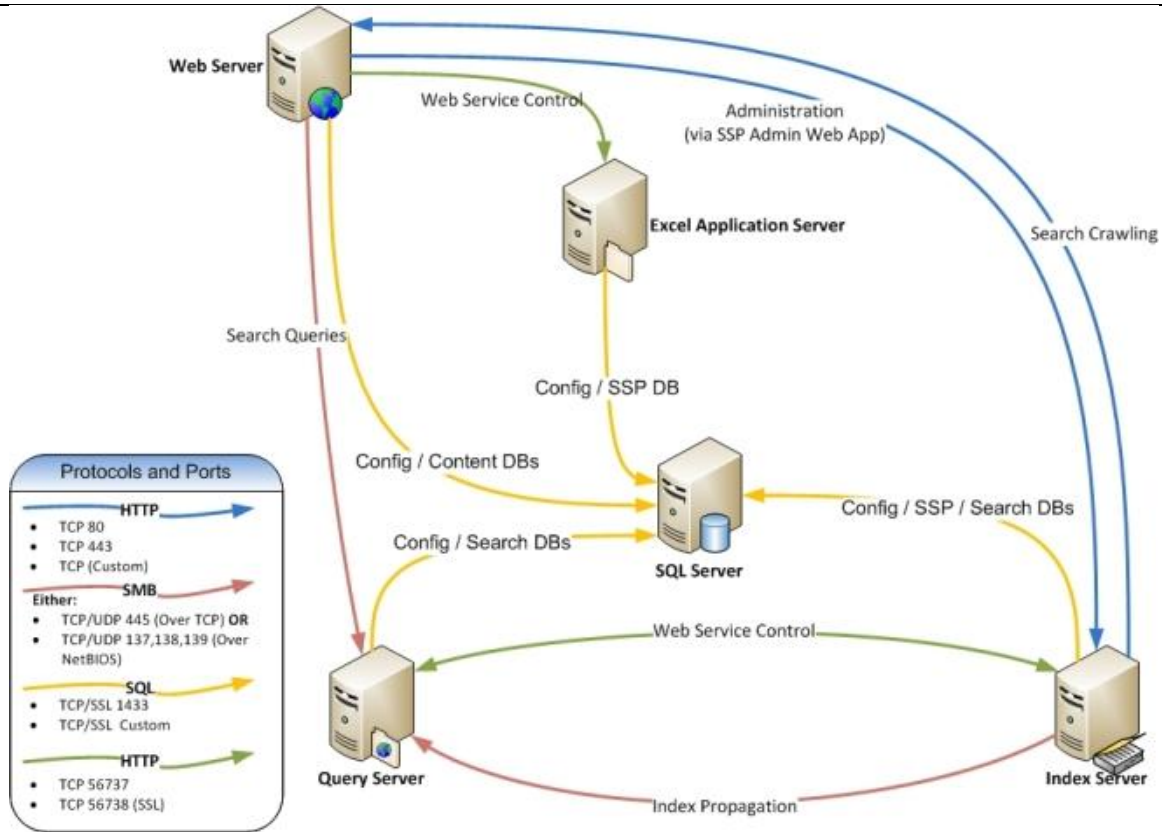 Web Server
Web Service Control
Administration
(via SSP Admin Web App)
Excel Application Server
Search Crawling
Search Queries
Config / SSP DB
Config / Content DBs
Config / SSP / Search DBs
Config / Search DBs
SQL Server
Web Service Control
Query Server
Index Server
Index Propagation
Protocols and Ports
HTTP
• TCP 80
• TCP 443
• TCP (Custom)
SMB
Either:
• TCP/UDP 445 (Over TCP) OR
• TCP/UDP 137,138,139 (Over
NetBIOS)
SQL
• TCP/SSL 1433
• TCP/SSL Custom
HTTP
• TCP 56737
• TCP 56738 (SSL)